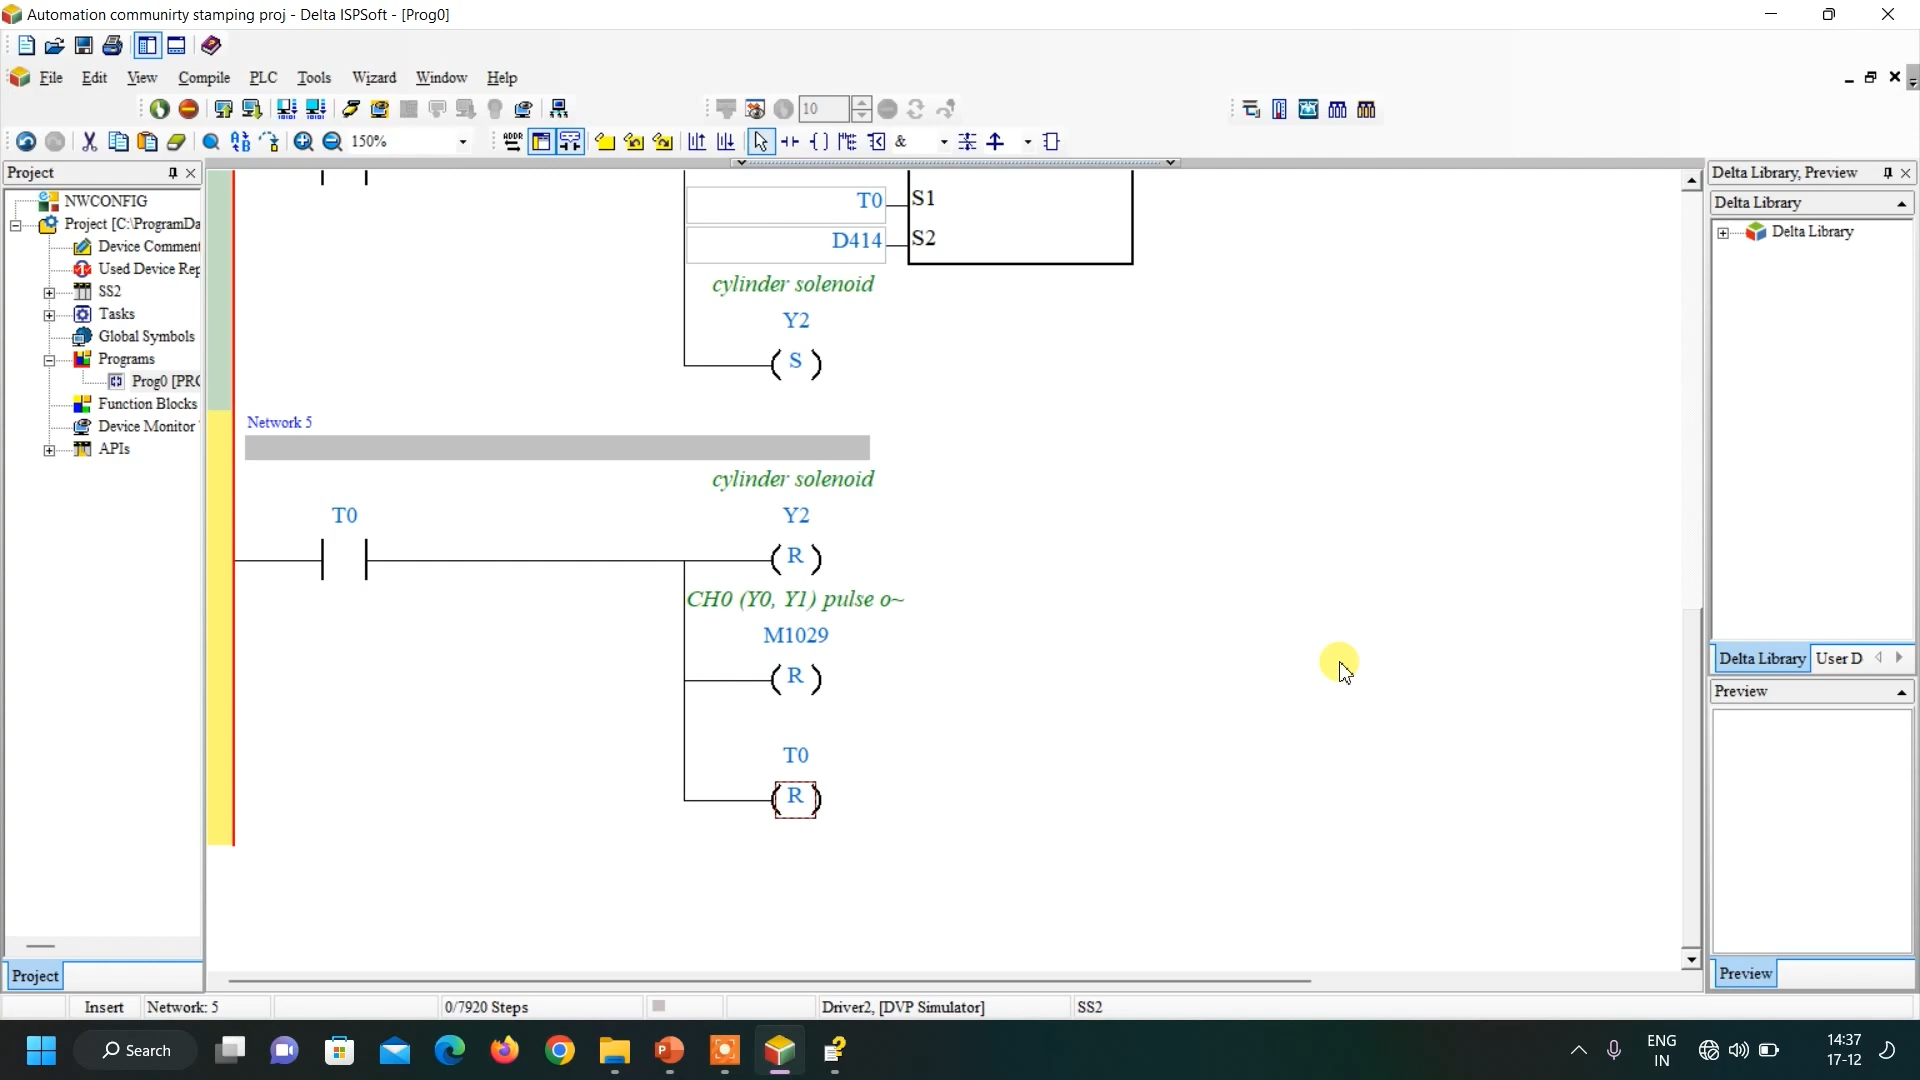 Automation communirty stamping proj - Delta ISPSoft - [Prog0]
File Edit View Compile PLC Tools Wizard Window Help
10
150%
ADDR
&
Project
NWCONFIG
Project [C:\ProgramDa
Device Comment
Used Device Rep
SS2
Tasks
Global Symbols
Programs
Prog0 [PRO
Function Blocks
Device Monitor
APIs
Project
T0 S1
D414 S2
cylinder solenoid
Y2
( S )
Network 5
cylinder solenoid
T0 Y2
( R )
CH0 (Y0, Y1) pulse o~
M1029
( R )
T0
( R )
Delta Library, Preview
Delta Library
Delta Library
Delta Library User D
Preview
Preview
Insert Network: 5 0/7920 Steps Driver2, [DVP Simulator] SS2
Search
ENG
IN
14:37
17-12